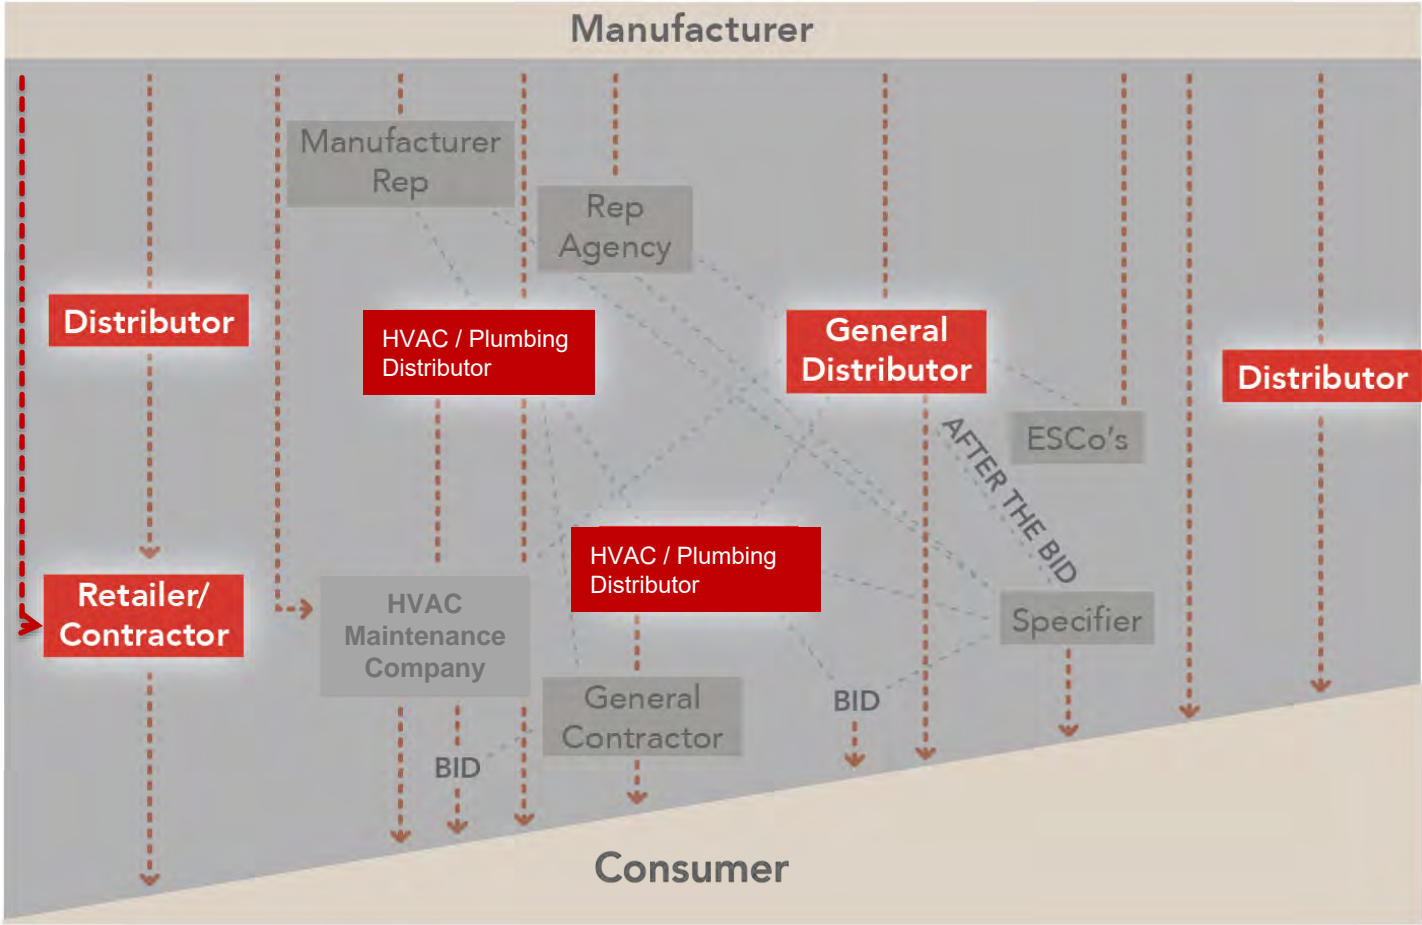 Manufacturer
Manufacturer
Rep
Rep
Agency
Distributor
HVAC / Plumbing
Distributor
General
Distributor
Distributor
ESCo's
AFTER THE BID
HVAC / Plumbing
Distributor
Retailer/
Contractor
HVAC
Maintenance
Company
Specifier
General
Contractor
BID
BID
Consumer